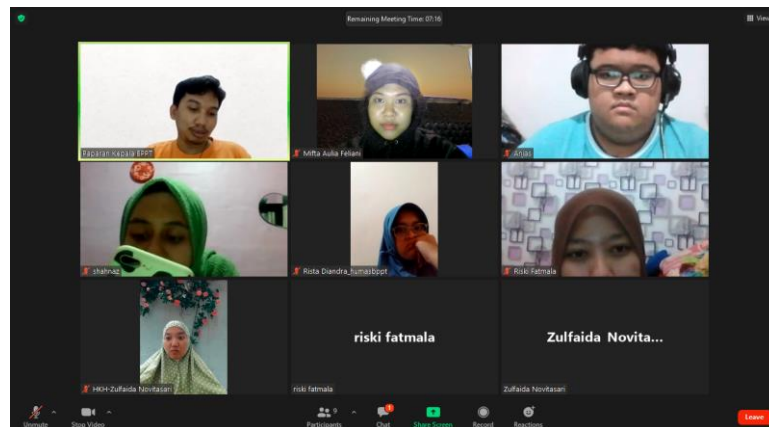 Remaining Meeting Time: 07:16
View
Paparan Kepala BPPT
Mifta Aulia Feliani
Anjas
shahnaz
Rista Diandra_humasbppt
Riski Fatmala
HKH-Zulfaida Novitasari
riski fatmala
riski fatmala
Zulfaida Novita...
Zulfaida Novitasari
Unmute
Stop Video
Participants
9
Chat
1
Share Screen
Record
Reactions
Leave